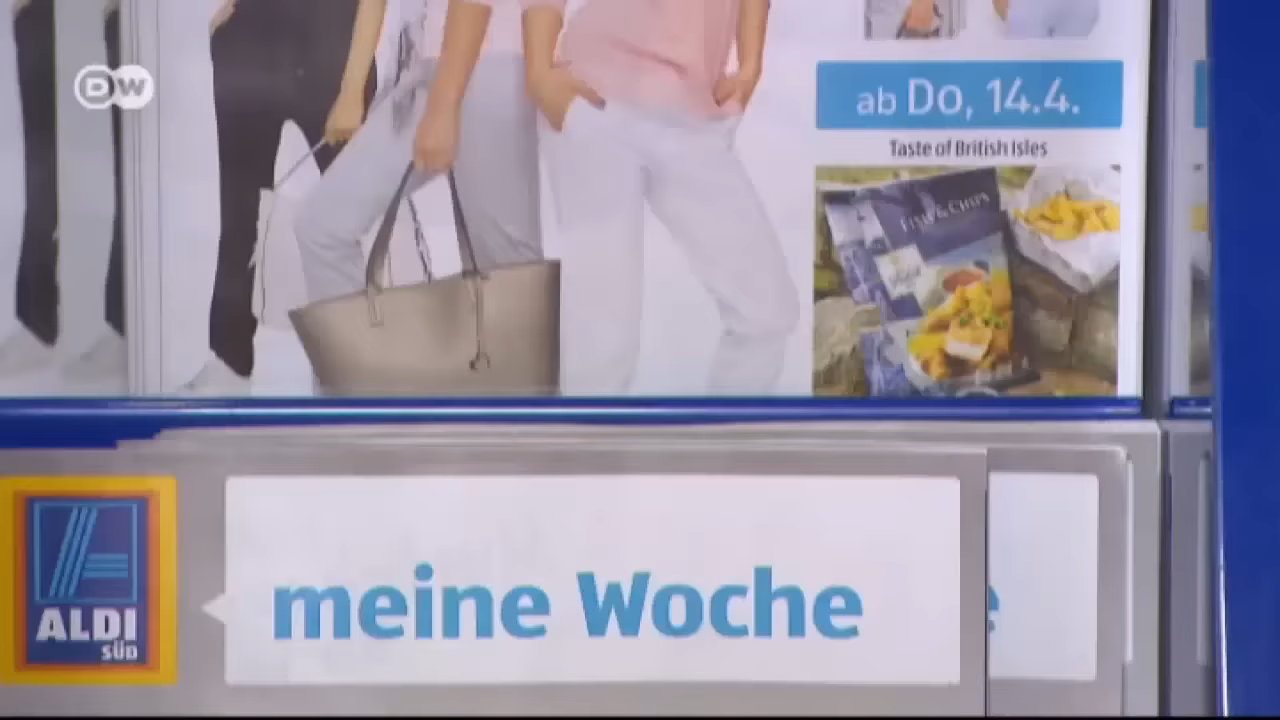 DW
ab Do, 14.4.
Taste of British Isles
FISH & CHIPS
ALDI
SÜD
meine Woche
e